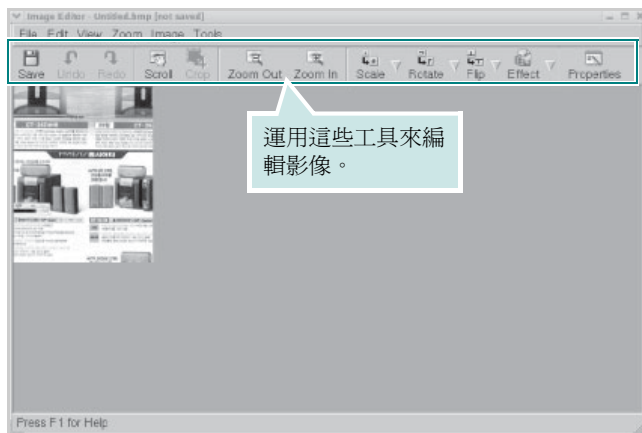 Image Editor - Untitled.bmp [not saved]
File Edit View Zoom Image Tools
Save Undo Redo Scroll Crop Zoom Out Zoom In Scale Rotate Flip Effect Properties
運用這些工具來編
輯影像。
Press F1 for Help